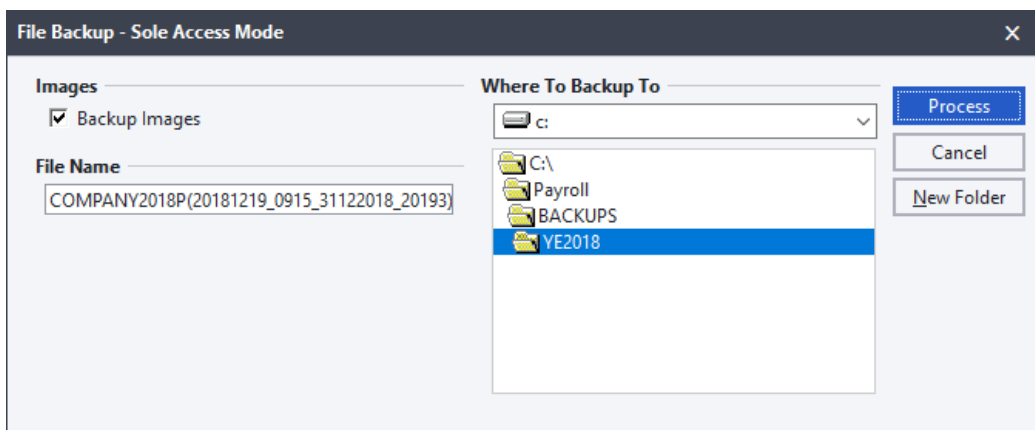 File Backup - Sole Access Mode
Images
Backup Images
File Name
COMPANY2018P(20181219_0915_31122018_20193)
Where To Backup To
c:
C:\
Payroll
BACKUPS
YE2018
Process
Cancel
New Folder